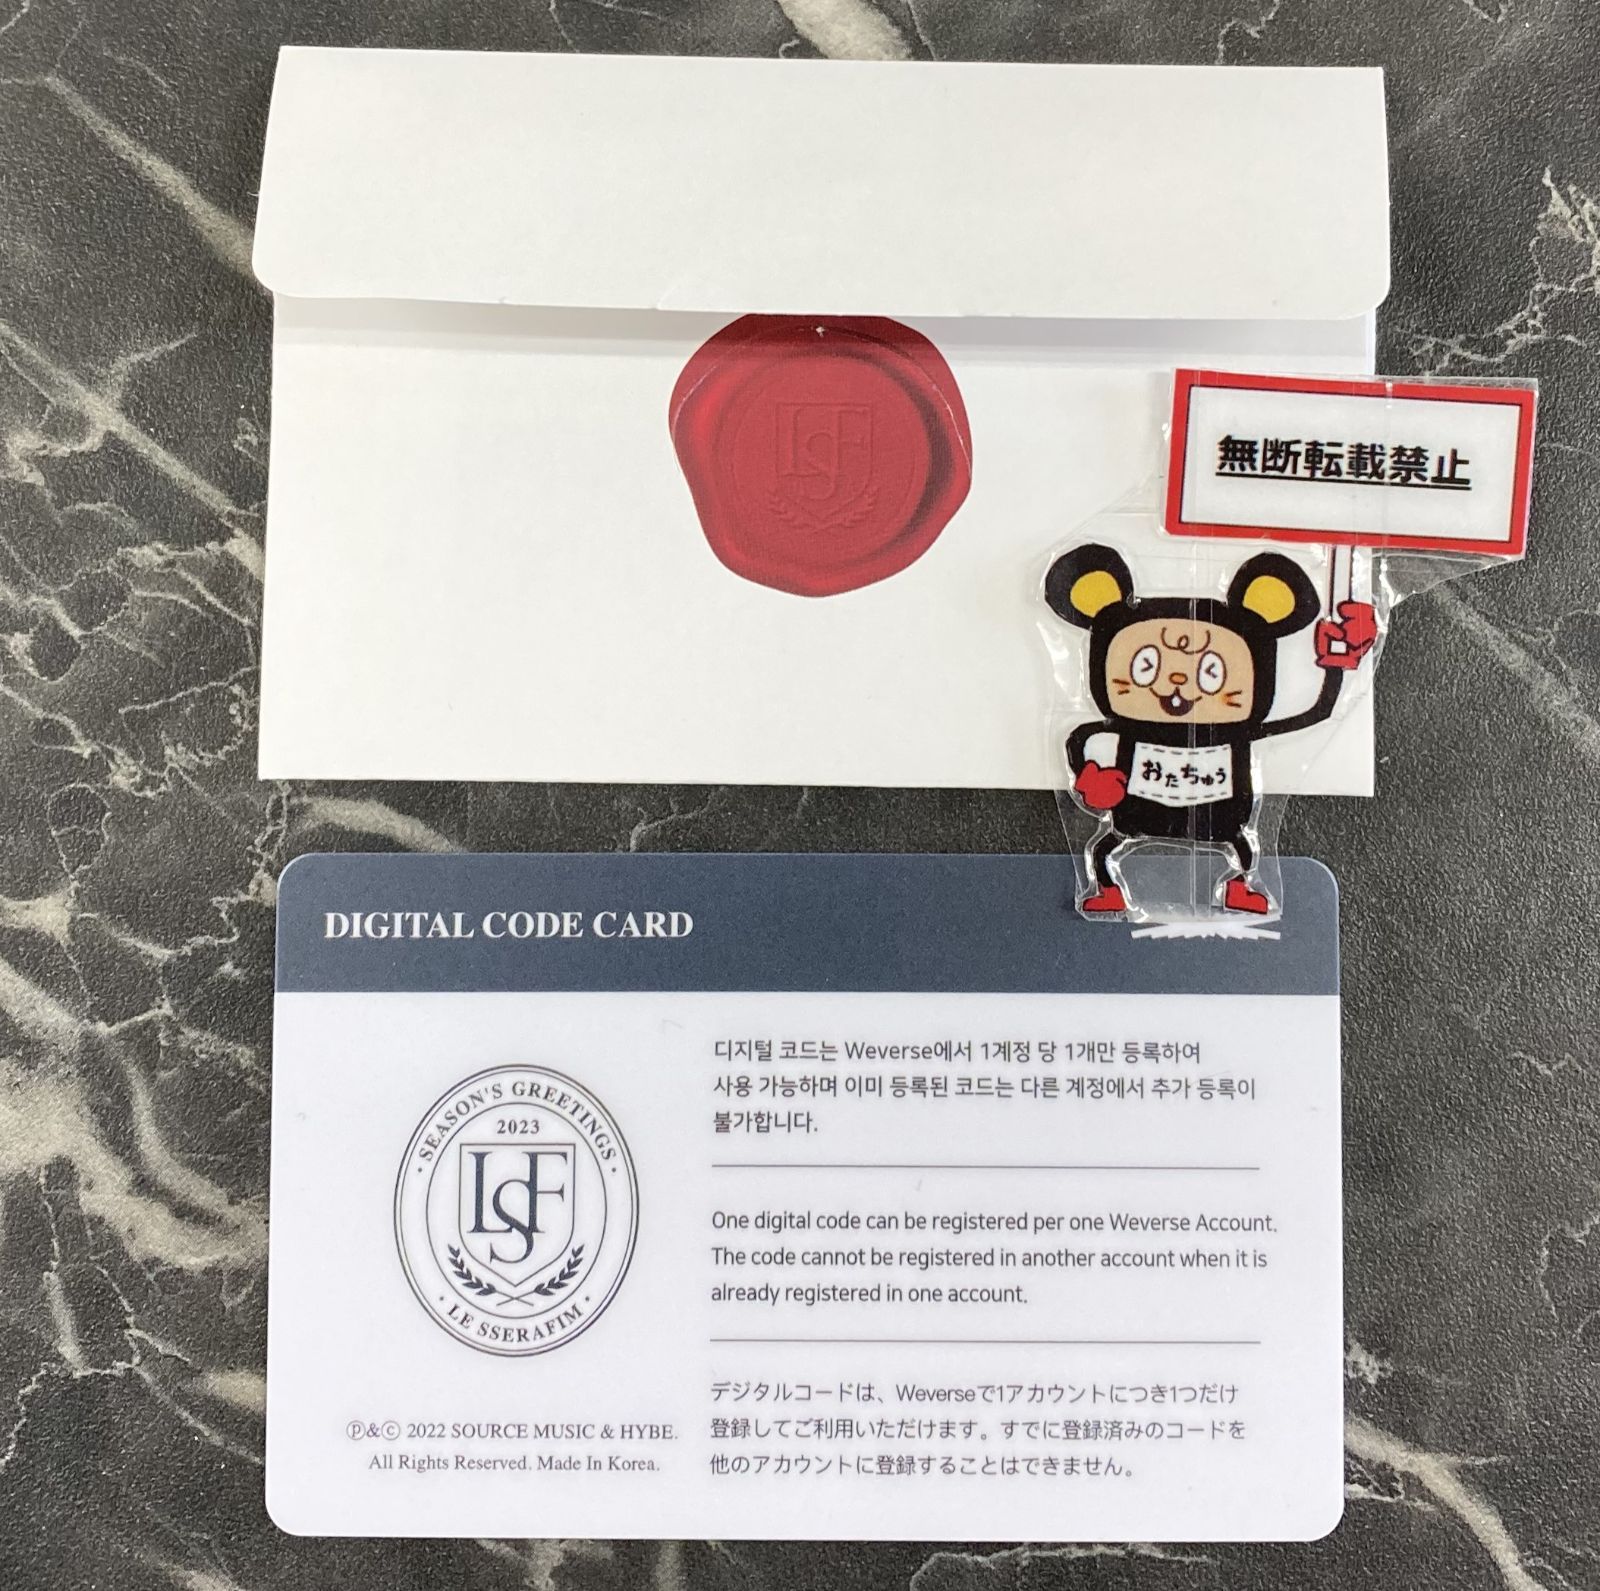 LSF
無断転載禁止
おたちゅう
DIGITAL CODE CARD
디지털 코드는 Weverse에서 1계정 당 1개만 등록하여
사용 가능하며 이미 등록된 코드는 다른 계정에서 추가 등록이
불가합니다.
· SEASON'S GREETINGS ·
2023
LSF
· LE SSERAFIM ·
One digital code can be registered per one Weverse Account.
The code cannot be registered in another account when it is
already registered in one account.
デジタルコードは、Weverseで1アカウントにつき1つだけ
登録してご利用いただけます。すでに登録済みのコードを
他のアカウントに登録することはできません。
ⓟ&ⓒ 2022 SOURCE MUSIC & HYBE.
All Rights Reserved. Made In Korea.